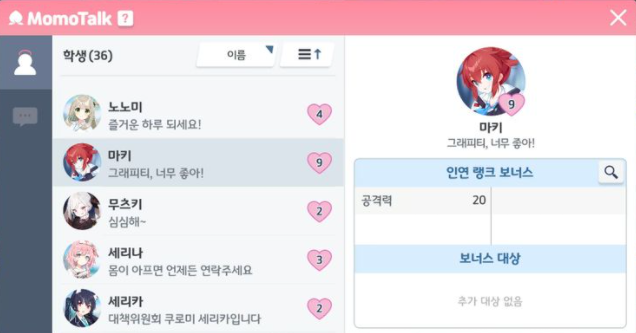 MomoTalk ?
학생(36)
이름
노노미
즐거운 하루 되세요!
4
마키
그래피티, 너무 좋아!
9
무츠키
심심해~
2
세리나
몸이 아프면 언제든 연락주세요
3
세리카
대책위원회 쿠로미 세리카입니다
2
9
마키
그래피티, 너무 좋아!
인연 랭크 보너스
공격력 20
보너스 대상
추가 대상 없음